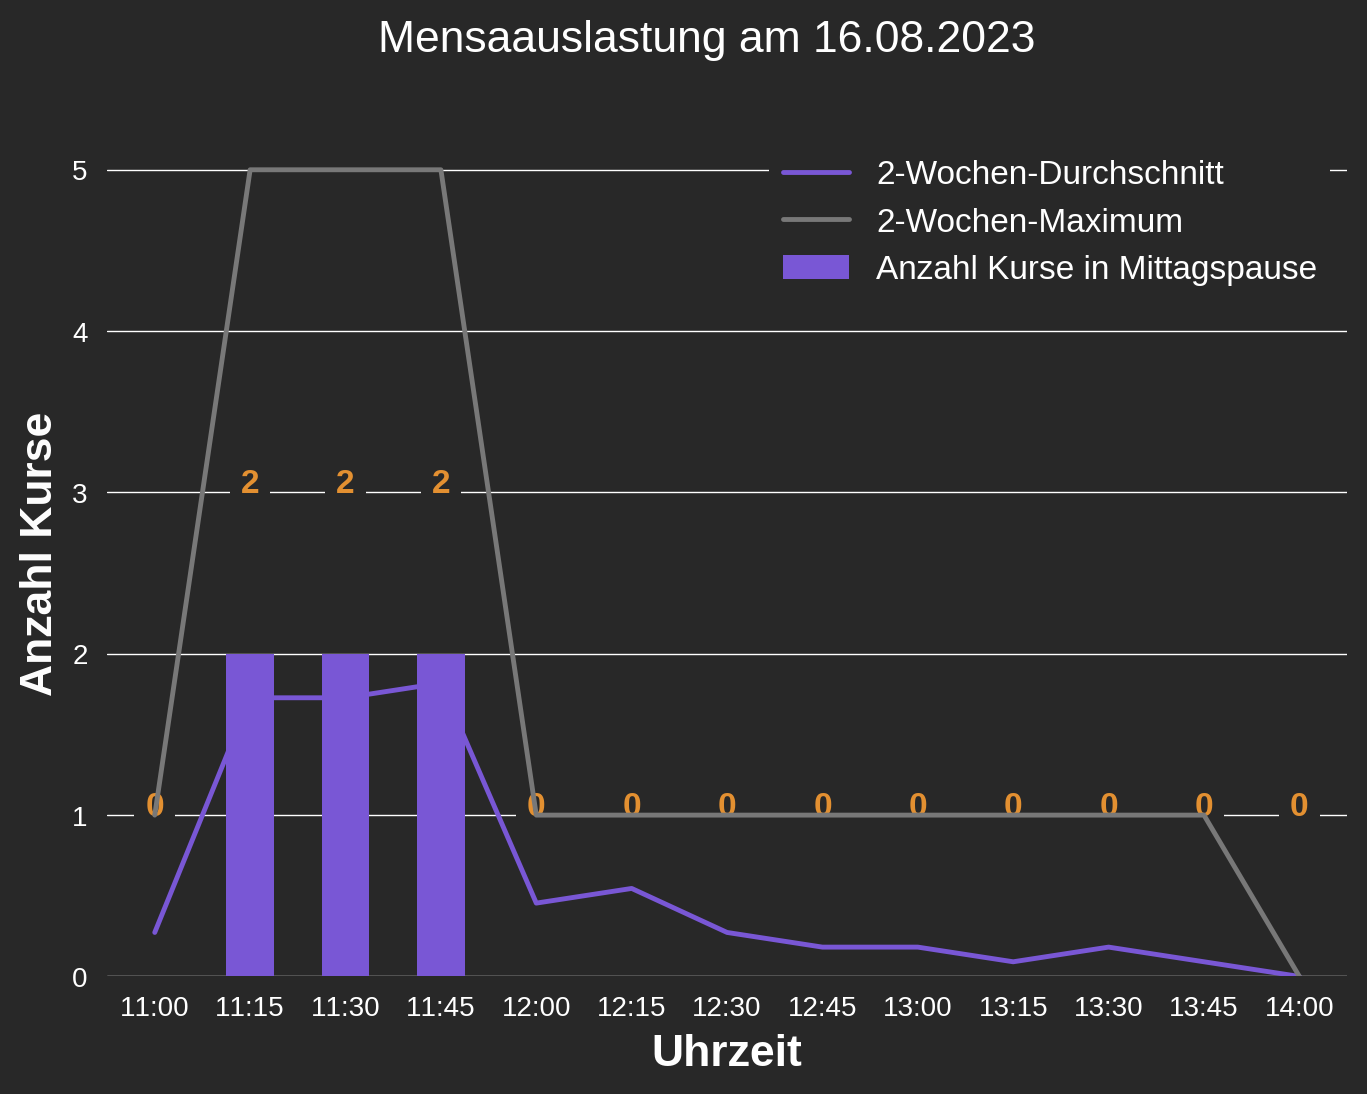 Mensaauslastung am 16.08.2023
2-Wochen-Durchschnitt
2-Wochen-Maximum
Anzahl Kurse in Mittagspause
Anzahl Kurse
5
4
3
2
1
0
2 2 2
0 0 0 0 0 0 0 0 0 0
11:00 11:15 11:30 11:45 12:00 12:15 12:30 12:45 13:00 13:15 13:30 13:45 14:00
Uhrzeit